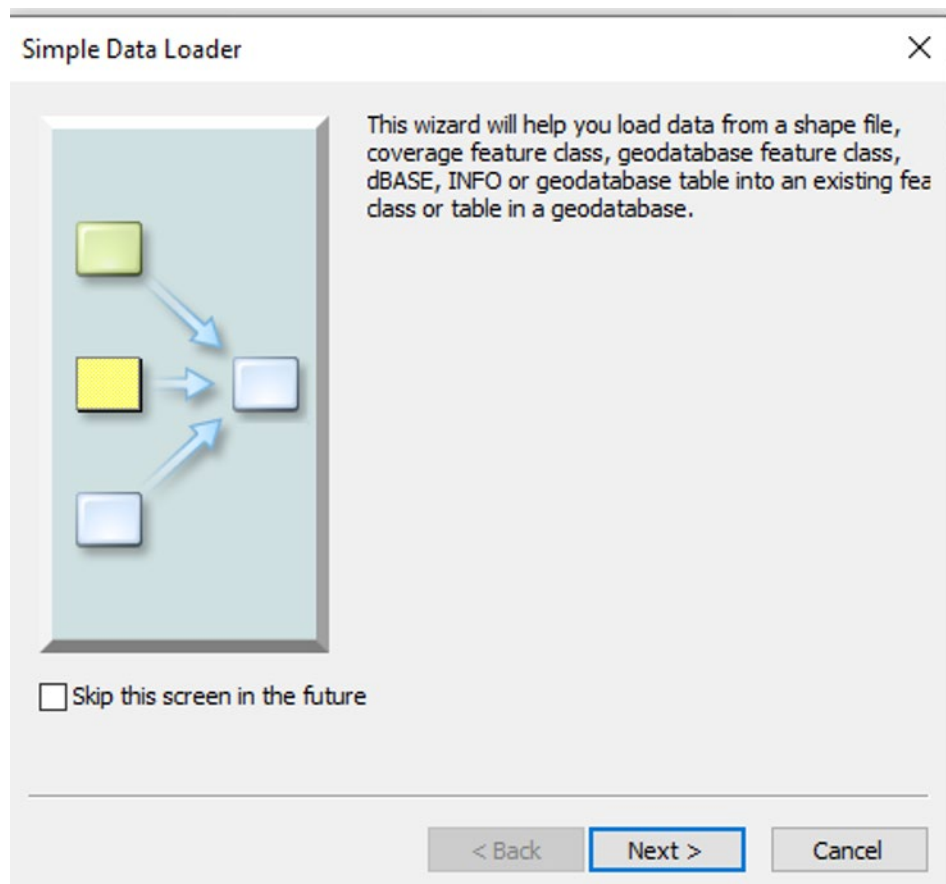 Simple Data Loader
This wizard will help you load data from a shape file,
coverage feature class, geodatabase feature class,
dBASE, INFO or geodatabase table into an existing fea
class or table in a geodatabase.
Skip this screen in the future
< Back
Next >
Cancel